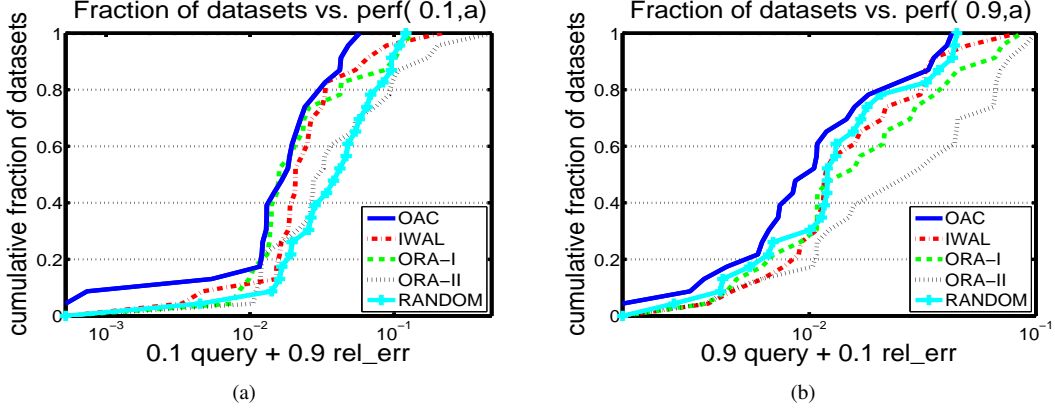 Fraction of datasets vs. perf( 0.1,a)
cumulative fraction of datasets
1
0.8
0.6
0.4
0.2
0
OAC
IWAL
ORA-I
ORA-II
RANDOM
10^-3
10^-2
10^-1
0.1 query + 0.9 rel_err
(a)
Fraction of datasets vs. perf( 0.9,a)
cumulative fraction of datasets
1
0.8
0.6
0.4
0.2
0
OAC
IWAL
ORA-I
ORA-II
RANDOM
10^-2
10^-1
0.9 query + 0.1 rel_err
(b)